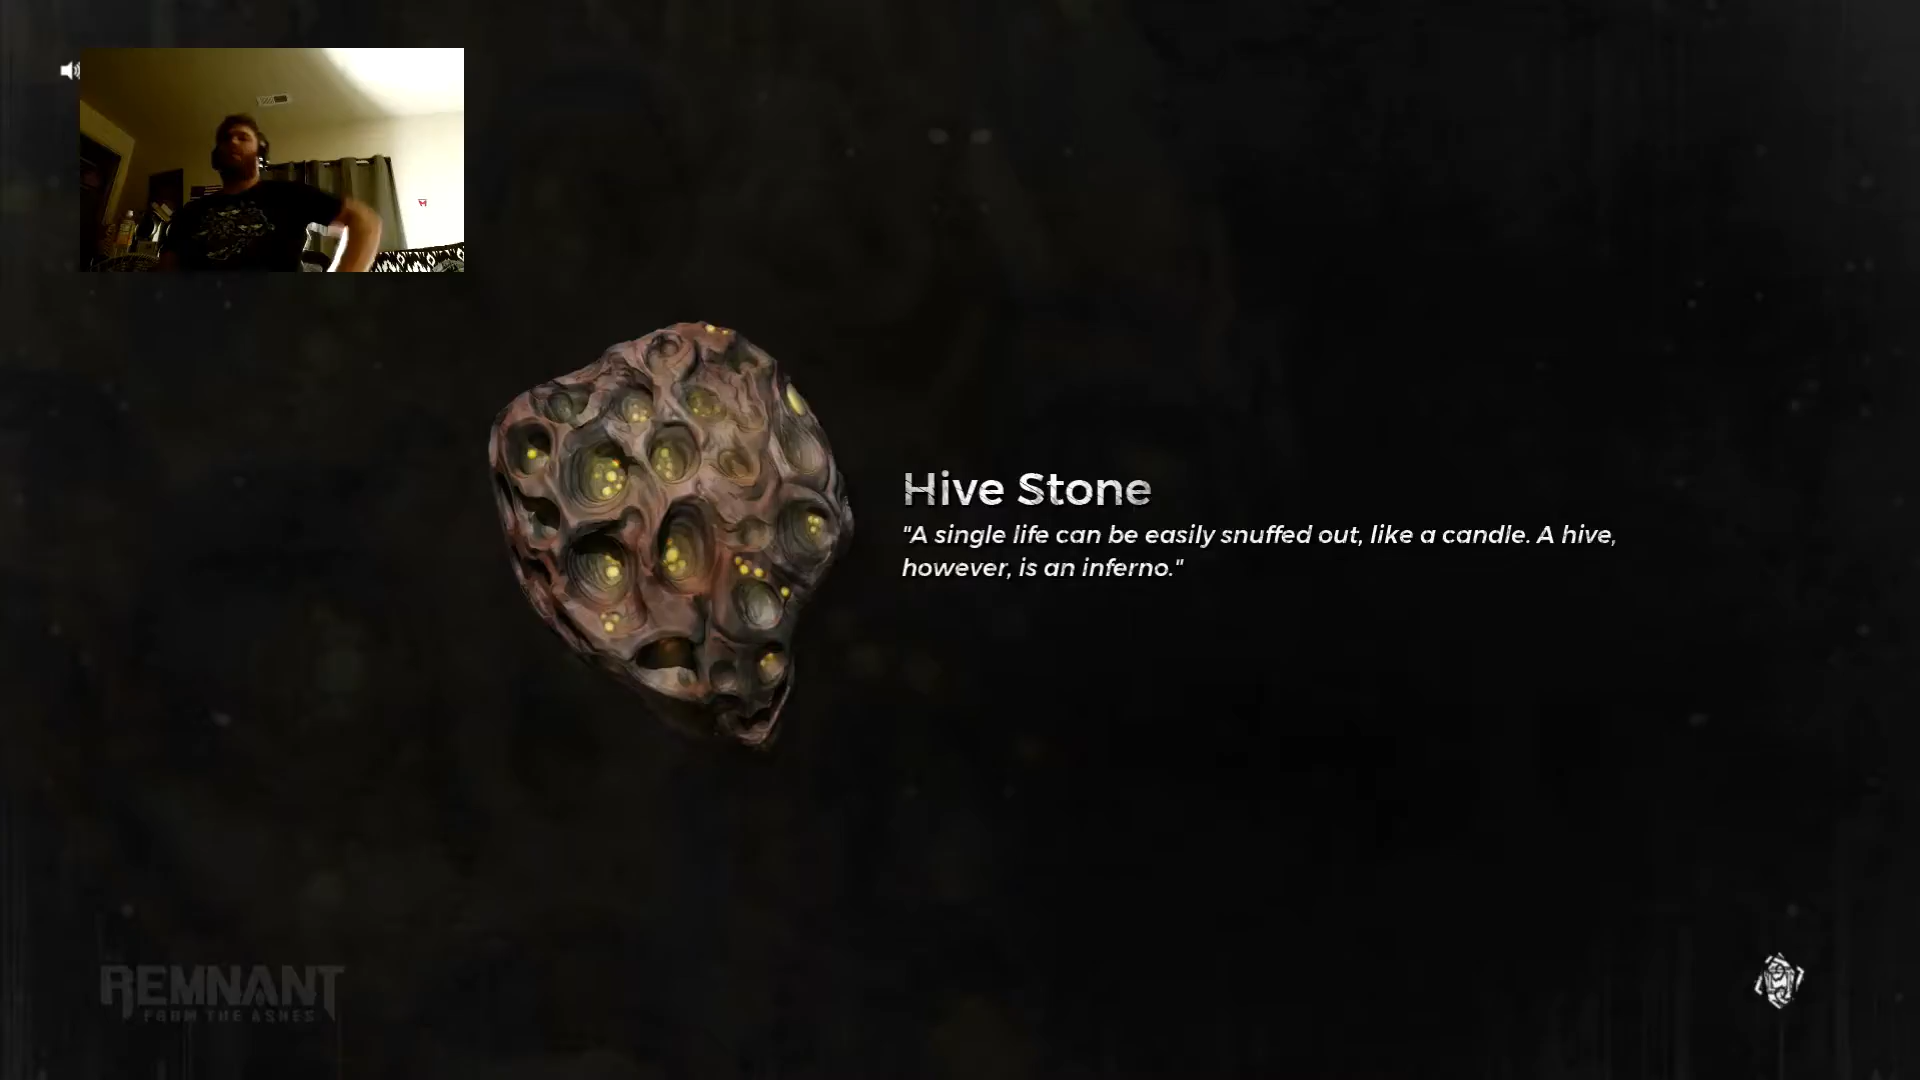 Hive Stone
"A single life can be easily snuffed out, like a candle. A hive,
however, is an inferno."
REMNANT
FROM THE ASHES